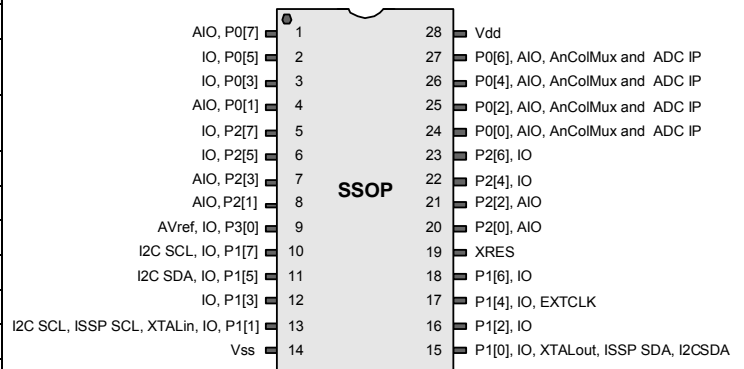 AIO, P0[7] 1 28 Vdd
IO, P0[5] 2 27 P0[6], AIO, AnColMux and ADC IP
IO, P0[3] 3 26 P0[4], AIO, AnColMux and ADC IP
AIO, P0[1] 4 25 P0[2], AIO, AnColMux and ADC IP
IO, P2[7] 5 24 P0[0], AIO, AnColMux and ADC IP
IO, P2[5] 6 23 P2[6], IO
AIO, P2[3] 7 22 P2[4], IO
SSOP
AIO, P2[1] 8 21 P2[2], AIO
AVref, IO, P3[0] 9 20 P2[0], AIO
I2C SCL, IO, P1[7] 10 19 XRES
I2C SDA, IO, P1[5] 11 18 P1[6], IO
IO, P1[3] 12 17 P1[4], IO, EXTCLK
I2C SCL, ISSP SCL, XTALin, IO, P1[1] 13 16 P1[2], IO
Vss 14 15 P1[0], IO, XTALout, ISSP SDA, I2CSDA